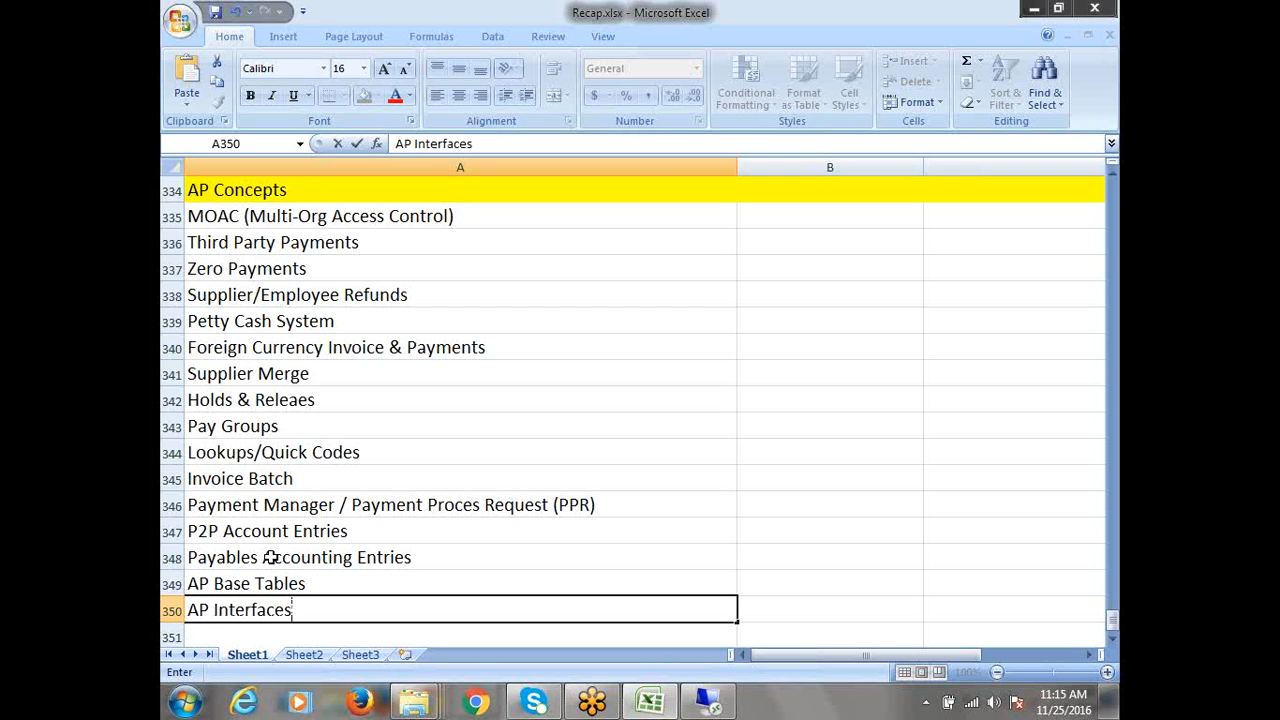 Recap.xlsx - Microsoft Excel
Home Insert Page Layout Formulas Data Review View
Paste
Clipboard
Calibri 16 A A
B I U A
Font
Alignment
General
$ % ,
Number
Conditional Formatting
Format as Table
Cell Styles
Styles
Insert
Delete
Format
Cells
Σ
Sort & Filter
Find & Select
Editing
A350 fx AP Interfaces
A B
334 AP Concepts
335 MOAC (Multi-Org Access Control)
336 Third Party Payments
337 Zero Payments
338 Supplier/Employee Refunds
339 Petty Cash System
340 Foreign Currency Invoice & Payments
341 Supplier Merge
342 Holds & Releaes
343 Pay Groups
344 Lookups/Quick Codes
345 Invoice Batch
346 Payment Manager / Payment Proces Request (PPR)
347 P2P Account Entries
348 Payables Accounting Entries
349 AP Base Tables
350 AP Interfaces
351
Sheet1 Sheet2 Sheet3
Enter 100%
11:15 AM
11/25/2016